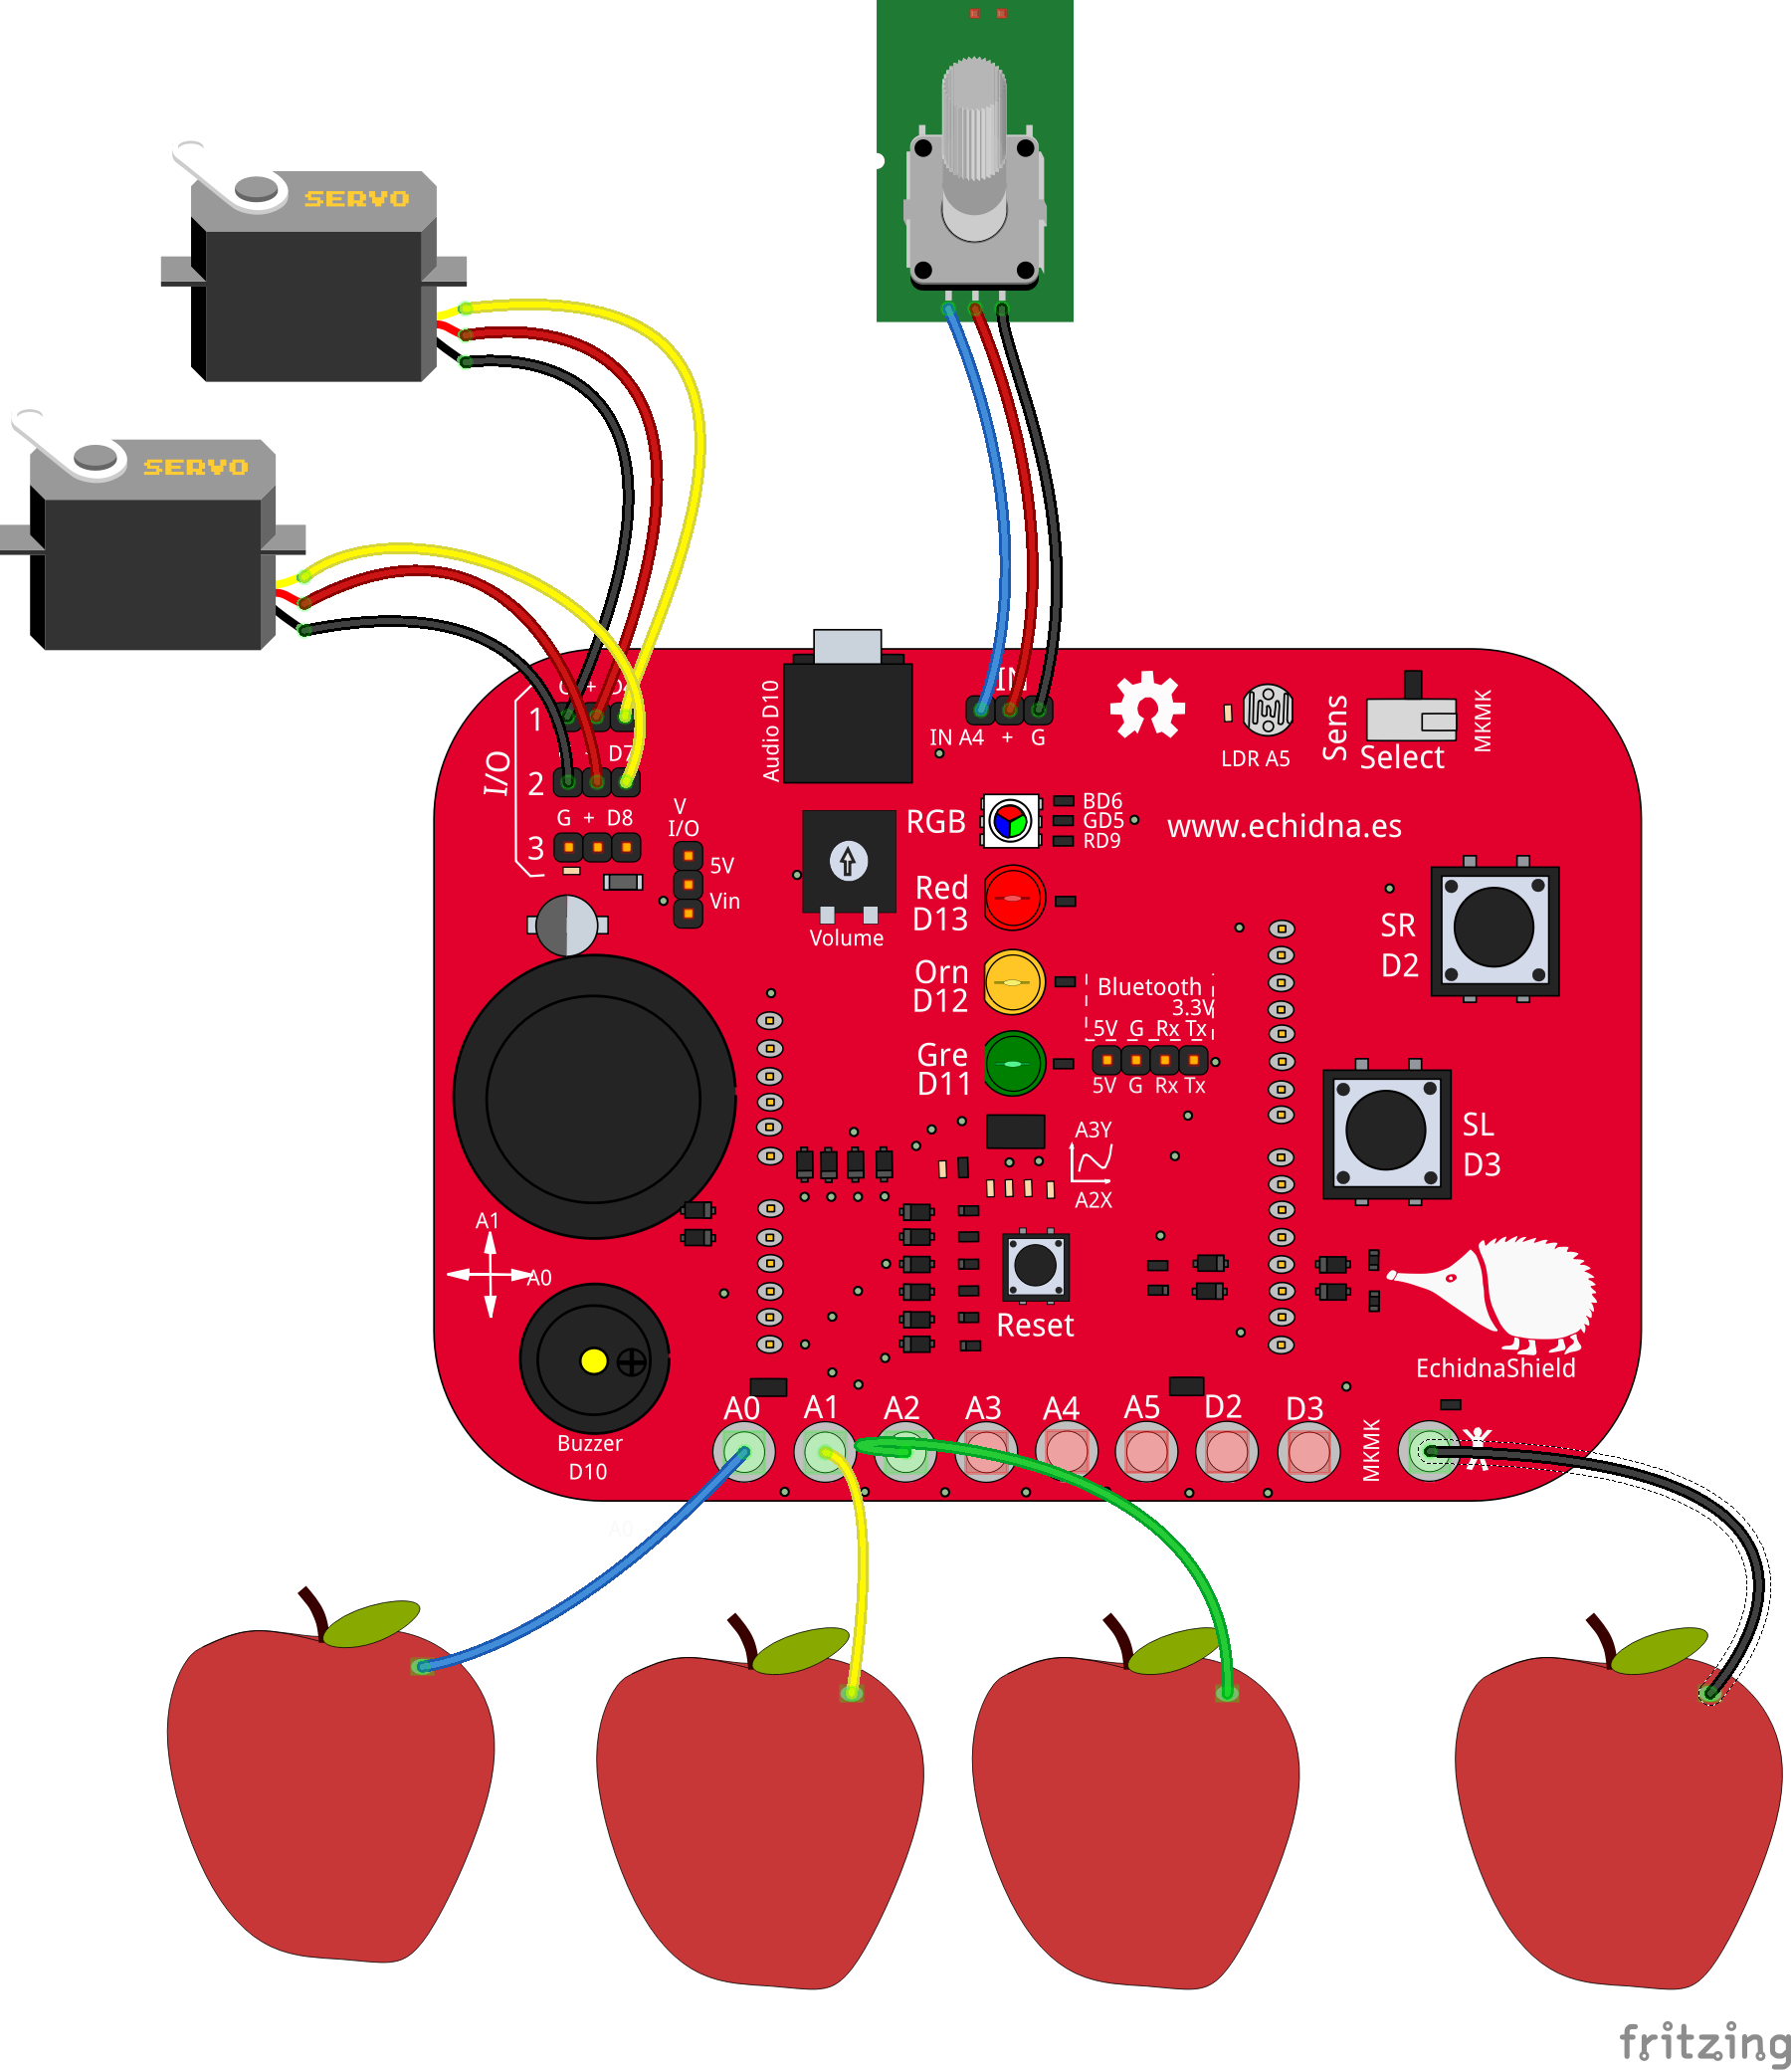 SERVO
SERVO
I/O
1
+
2
D7
G + D8
3
V
I/O
5V
Vin
Audio D10
Volume
IN
IN A4 + G
LDR A5
Sens
Select
MKMK
RGB
BD6
GD5
RD9
www.echidna.es
Red
D13
Orn
D12
Gre
D11
Bluetooth
3.3V
5V G Rx Tx
5V G Rx Tx
SR
D2
SL
D3
A3Y
A2X
Reset
A1
A0
EchidnaShield
Buzzer
D10
A0 A1 A2 A3 A4 A5 D2 D3
MKMK
A0
fritzing